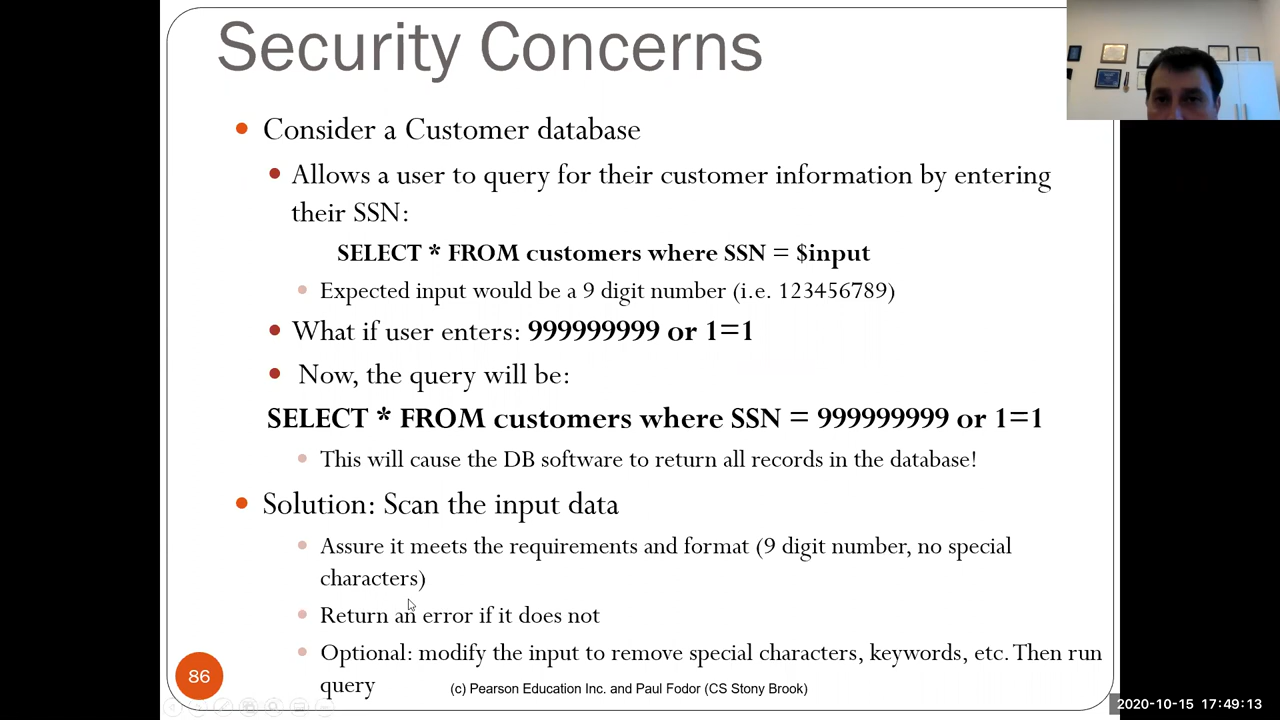 Security Concerns
Consider a Customer database
Allows a user to query for their customer information by entering
their SSN:
SELECT * FROM customers where SSN = $input
Expected input would be a 9 digit number (i.e. 123456789)
What if user enters: 999999999 or 1=1
Now, the query will be:
SELECT * FROM customers where SSN = 999999999 or 1=1
This will cause the DB software to return all records in the database!
Solution: Scan the input data
Assure it meets the requirements and format (9 digit number, no special
characters)
Return an error if it does not
Optional: modify the input to remove special characters, keywords, etc. Then run
query
86
(c) Pearson Education Inc. and Paul Fodor (CS Stony Brook)
2020-10-15 17:49:13